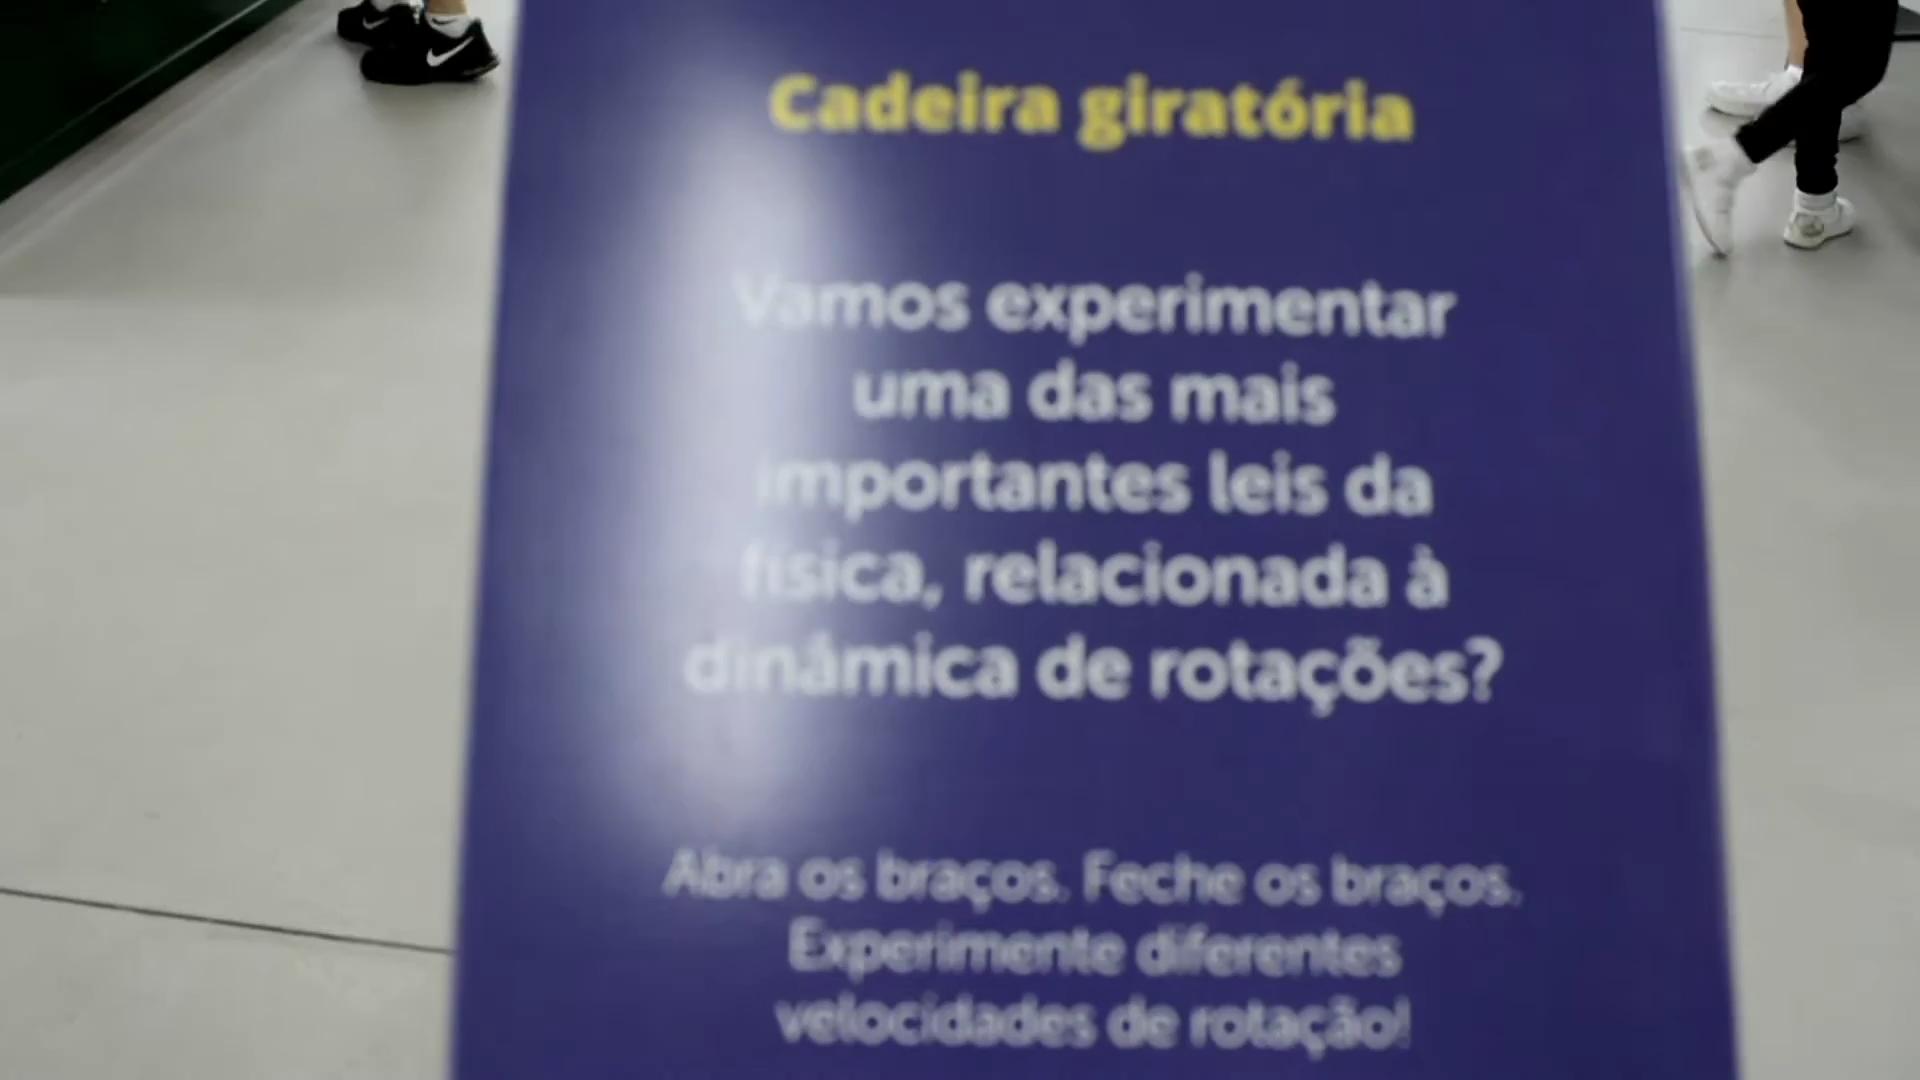 Cadeira giratória
Vamos experimentar
uma das mais
importantes leis da
física, relacionada à
dinâmica de rotações?
Abra os braços. Feche os braços.
Experimente diferentes
velocidades de rotação!